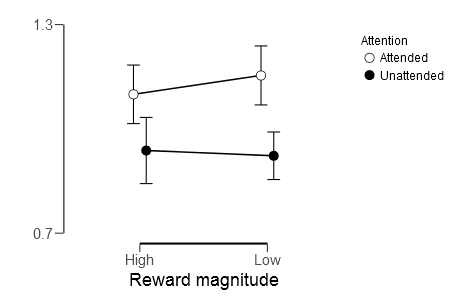 1.3
Attention
Attended
Unattended
0.7
High Low
Reward magnitude